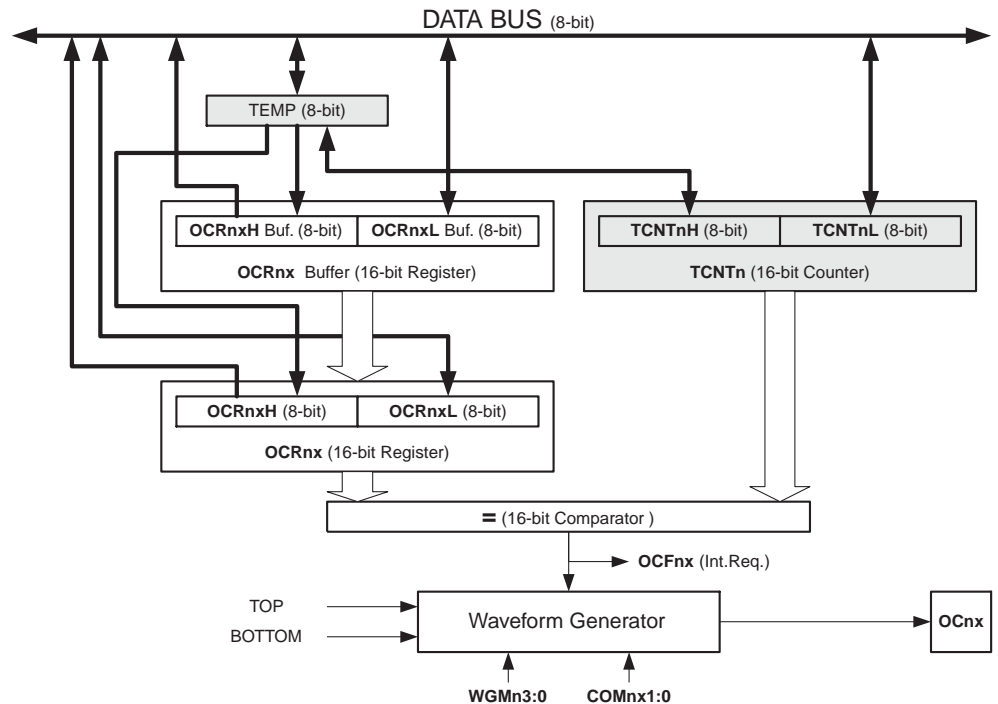 DATA BUS (8-bit)
TEMP (8-bit)
OCRnxH Buf. (8-bit) OCRnxL Buf. (8-bit)
OCRnx Buffer (16-bit Register)
TCNTnH (8-bit) TCNTnL (8-bit)
TCNTn (16-bit Counter)
OCRnxH (8-bit) OCRnxL (8-bit)
OCRnx (16-bit Register)
= (16-bit Comparator )
OCFnx (Int.Req.)
TOP
BOTTOM
Waveform Generator
OCnx
WGMn3:0 COMnx1:0